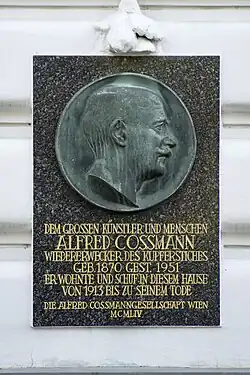 DEM GROSSEN KÜNSTLER UND MENSCHEN
ALFRED COSSMANN
WIEDERERWECKER DES KUPFERSTICHES
GEB. 1870 GEST. 1951
ER WOHNTE UND SCHUF IN DIESEM HAUSE
VON 1913 BIS ZU SEINEM TODE
DIE ALFRED COSSMANNGESELLSCHAFT WIEN
MCMLIV